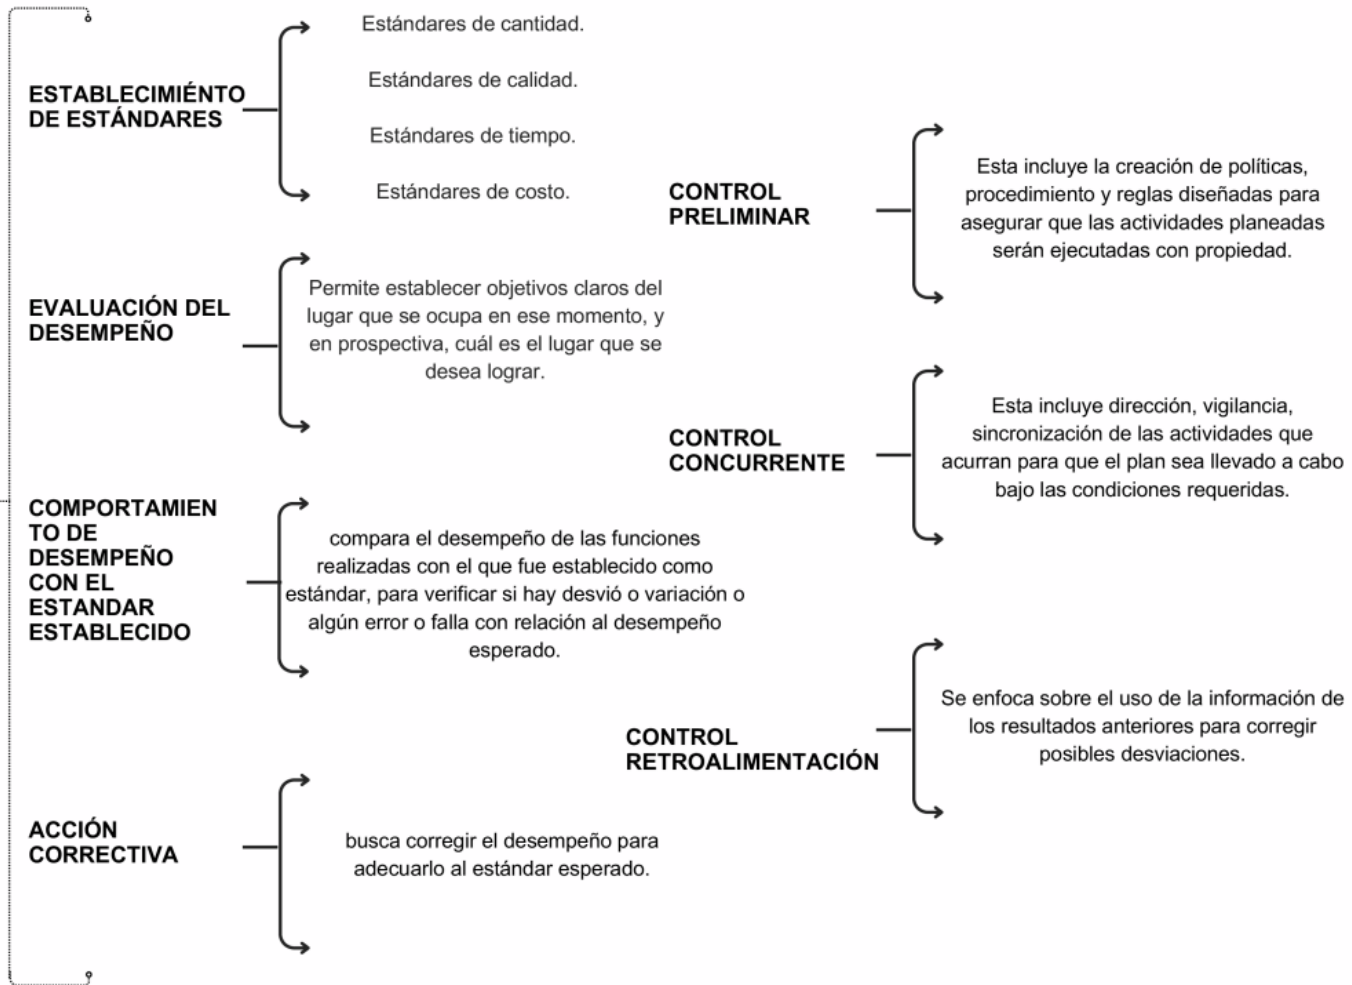 ESTABLECIMIÉNTO
DE ESTÁNDARES
Estándares de cantidad.
Estándares de calidad.
Estándares de tiempo.
Estándares de costo.
EVALUACIÓN DEL
DESEMPEÑO
Permite establecer objetivos claros del
lugar que se ocupa en ese momento, y
en prospectiva, cuál es el lugar que se
desea lograr.
COMPORTAMIEN
TO DE
DESEMPEÑO
CON EL
ESTANDAR
ESTABLECIDO
compara el desempeño de las funciones
realizadas con el que fue establecido como
estándar, para verificar si hay desvió o variación o
algún error o falla con relación al desempeño
esperado.
ACCIÓN
CORRECTIVA
busca corregir el desempeño para
adecuarlo al estándar esperado.
CONTROL
PRELIMINAR
Esta incluye la creación de políticas,
procedimiento y reglas diseñadas para
asegurar que las actividades planeadas
serán ejecutadas con propiedad.
CONTROL
CONCURRENTE
Esta incluye dirección, vigilancia,
sincronización de las actividades que
acurran para que el plan sea llevado a cabo
bajo las condiciones requeridas.
CONTROL
RETROALIMENTACIÓN
Se enfoca sobre el uso de la información de
los resultados anteriores para corregir
posibles desviaciones.